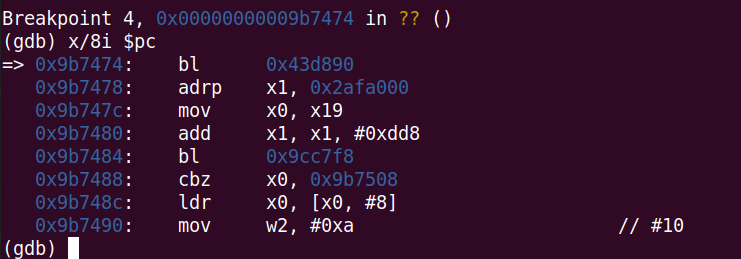 Breakpoint 4, 0x00000000009b7474 in ?? ()
(gdb) x/8i $pc
=> 0x9b7474:	bl	0x43d890
   0x9b7478:	adrp	x1, 0x2afa000
   0x9b747c:	mov	x0, x19
   0x9b7480:	add	x1, x1, #0xdd8
   0x9b7484:	bl	0x9cc7f8
   0x9b7488:	cbz	x0, 0x9b7508
   0x9b748c:	ldr	x0, [x0, #8]
   0x9b7490:	mov	w2, #0xa                   	// #10
(gdb)